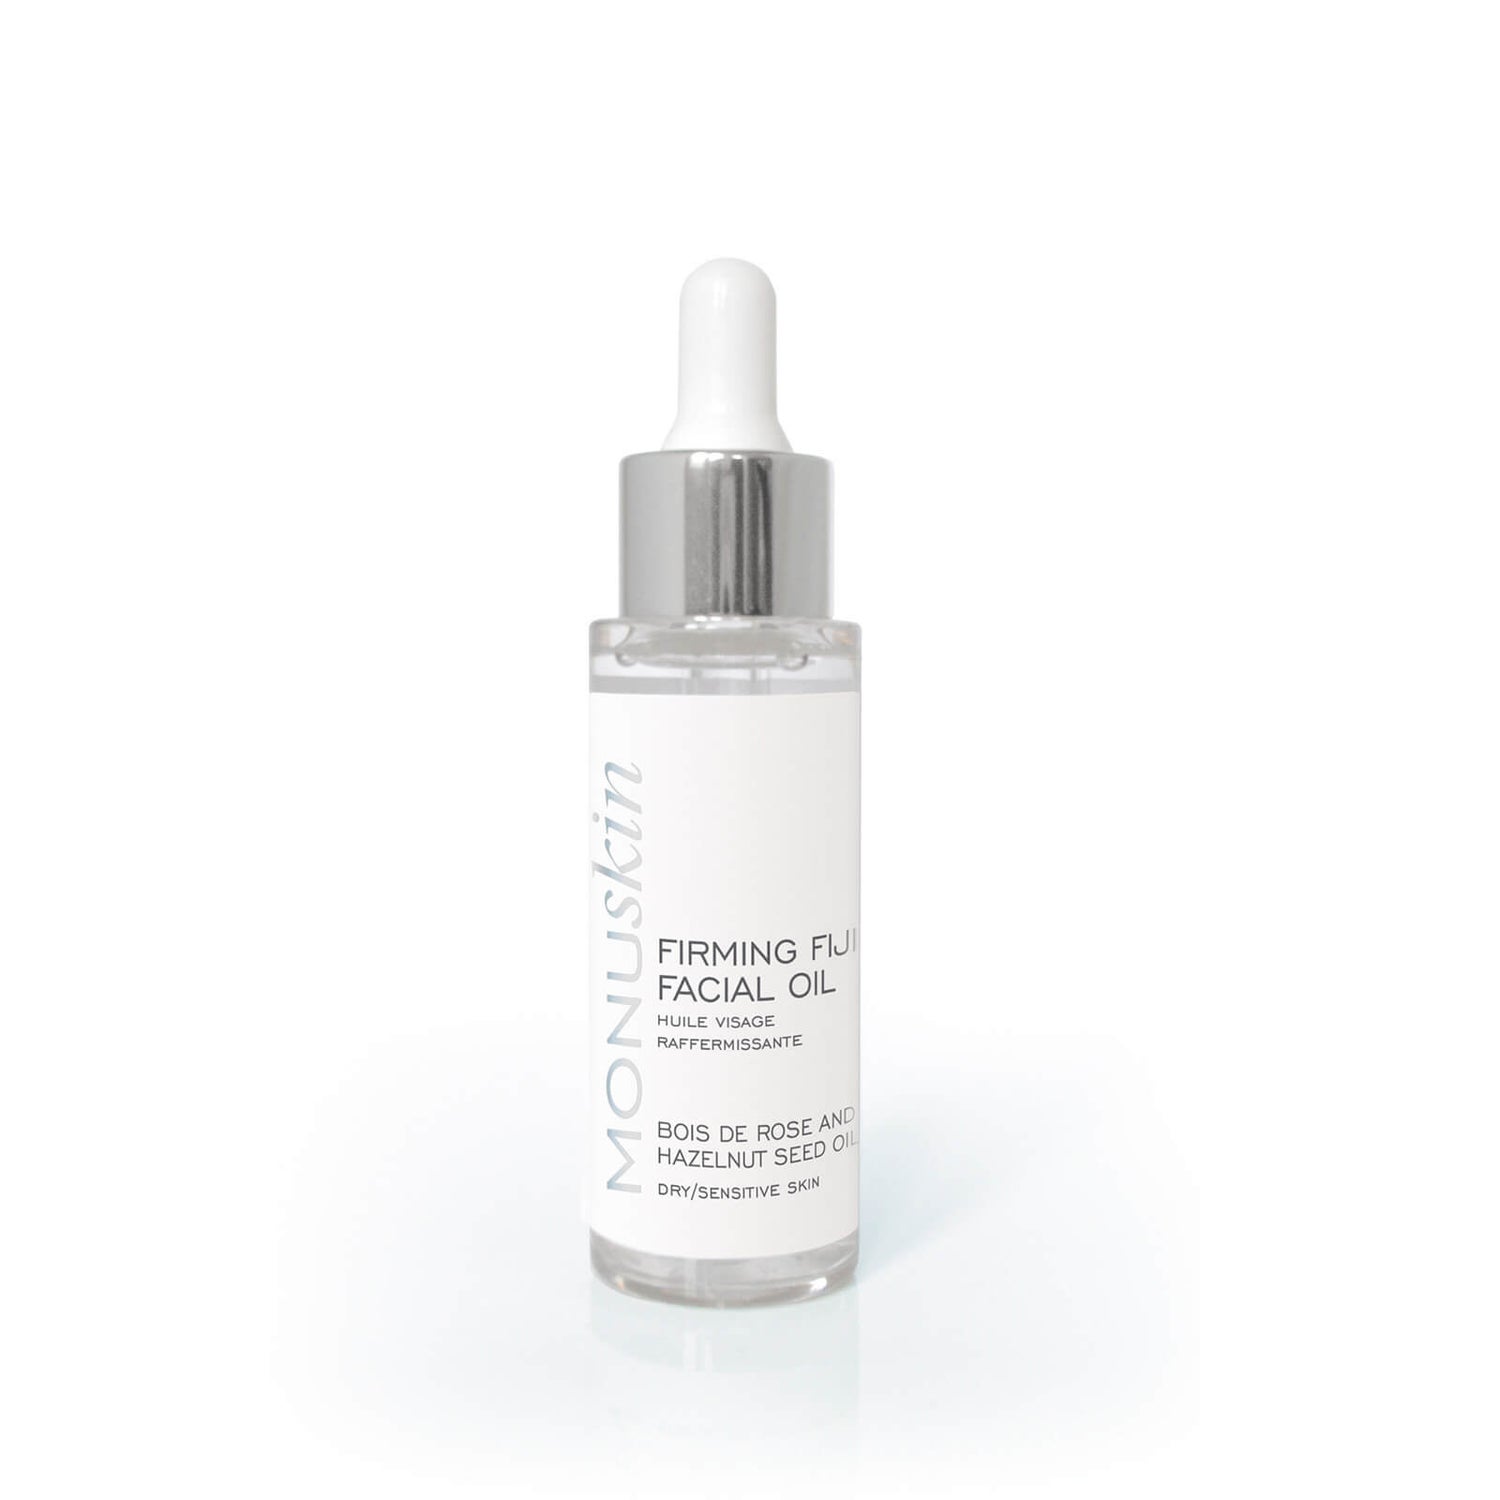 MONUskin
FIRMING FIJI
FACIAL OIL
HUILE VISAGE
RAFFERMISSANTE
BOIS DE ROSE AND
HAZELNUT SEED OIL
DRY/SENSITIVE SKIN